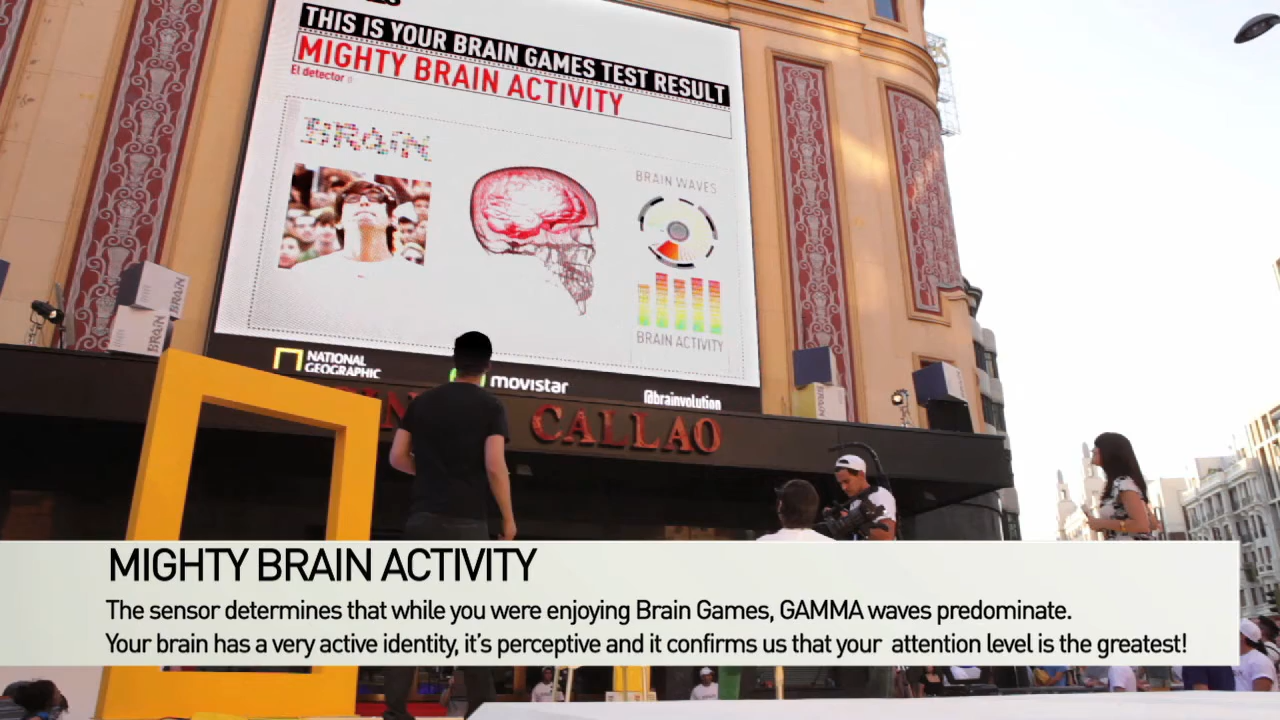 THIS IS YOUR BRAIN GAMES TEST RESULT
MIGHTY BRAIN ACTIVITY
El detector
BRAIN
BRAIN WAVES
BRAIN ACTIVITY
BRAIN
BRAIN
NATIONAL
GEOGRAPHIC
movistar
@brainvolution
CALLAO
MIGHTY BRAIN ACTIVITY
The sensor determines that while you were enjoying Brain Games, GAMMA waves predominate.
Your brain has a very active identity, it's perceptive and it confirms us that your attention level is the greatest!